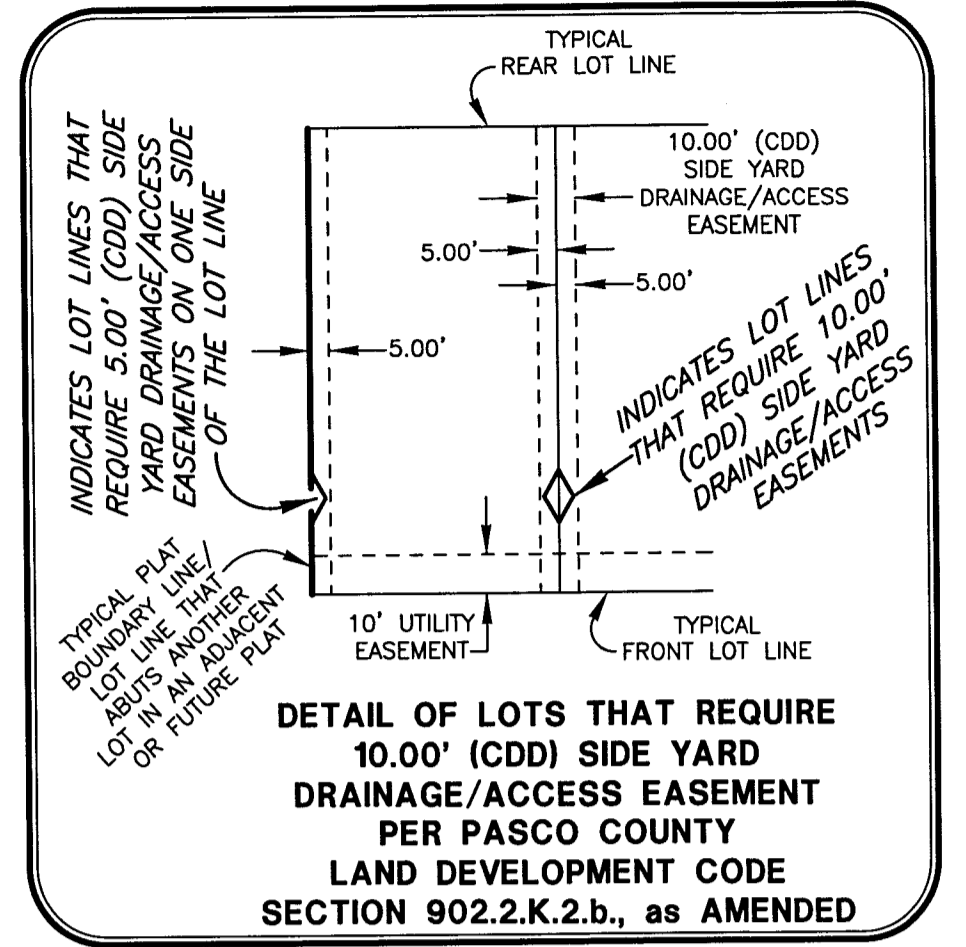 TYPICAL
REAR LOT LINE
INDICATES LOT LINES THAT
REQUIRE 5.00' (CDD) SIDE
YARD DRAINAGE/ACCESS
EASEMENTS ON ONE SIDE
OF THE LOT LINE
10.00' (CDD)
SIDE YARD
DRAINAGE/ACCESS
EASEMENT
5.00'
5.00'
5.00'
INDICATES LOT LINES
THAT REQUIRE 10.00'
(CDD) SIDE YARD
DRAINAGE/ACCESS
EASEMENTS
TYPICAL PLAT
BOUNDARY LINE/
LOT LINE THAT
ABUTS ANOTHER
LOT IN AN ADJACENT
OR FUTURE PLAT
10' UTILITY
EASEMENT
TYPICAL
FRONT LOT LINE
DETAIL OF LOTS THAT REQUIRE
10.00' (CDD) SIDE YARD
DRAINAGE/ACCESS EASEMENT
PER PASCO COUNTY
LAND DEVELOPMENT CODE
SECTION 902.2.K.2.b., as AMENDED